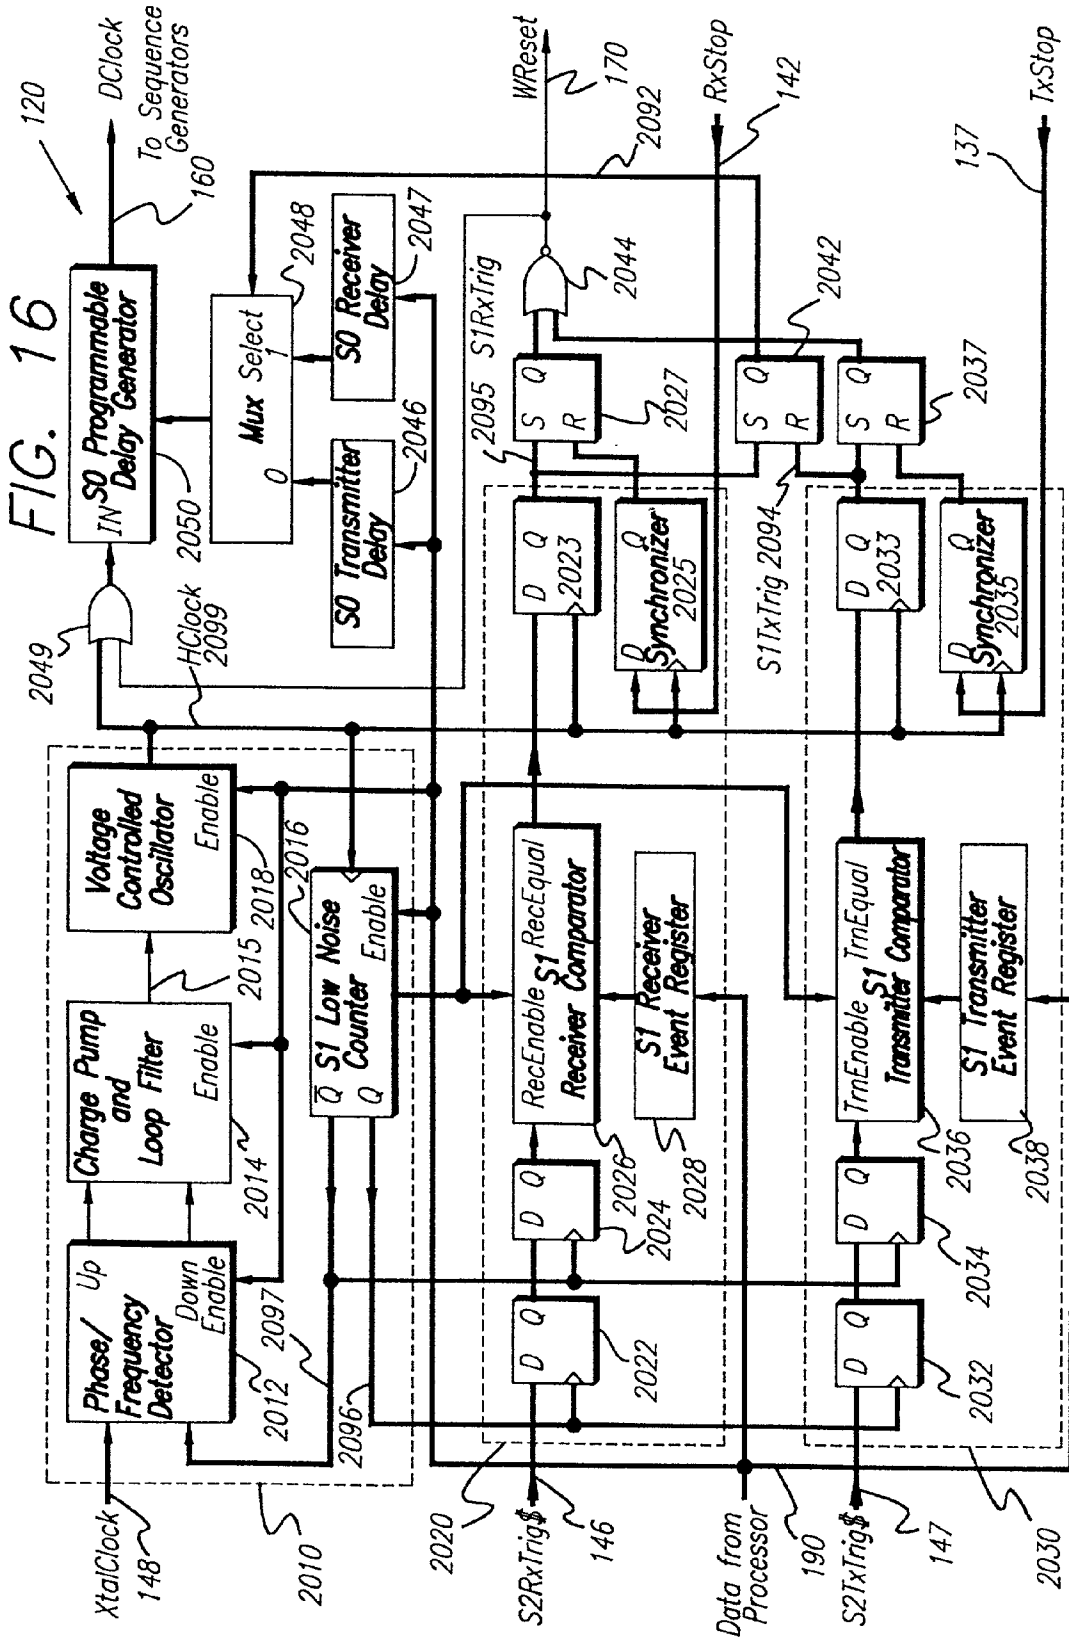 FIG. 16
120
XtalClock
148
Phase/
Frequency
Detector
Up
Down
Enable
2012
2010
Charge Pump
and
Loop Filter
Enable
2014
2015
Voltage
Controlled
Oscillator
Enable
2018
2097
2096
Q
Q
S1 Low Noise
Counter
Enable
2016
2049
HClock
2099
IN
SO Programmable
Delay Generator
2050
160
DClock
To Sequence
Generators
Mux Select
0
1
2048
SO Transmitter
Delay
2046
SO Receiver
Delay
2047
S2RxTrig$
146
2020
D Q
2022
D Q
2024
RecEnable RecEqual
S1
Receiver Comparator
2026
S1 Receiver
Event Register
2028
D Q
2023
D Q
Synchronizer
2025
2095
S1RxTrig
S Q
R
2027
2044
WReset
170
RxStop
142
2092
Data from
Processor
190
S Q
R
2042
S1TxTrig 2094
S2TxTrig$
147
2030
D Q
2032
D Q
2034
TrnEnable TrnEqual
S1
Transmitter Comparator
2036
S1 Transmitter
Event Register
2038
D Q
2033
D Q
Synchronizer
2035
S Q
R
2037
TxStop
137